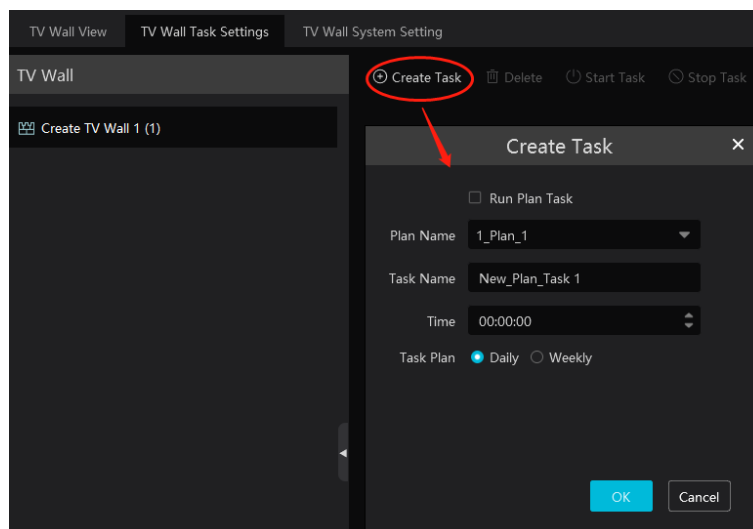 TV Wall View TV Wall Task Settings TV Wall System Setting
TV Wall
Create Task Delete Start Task Stop Task
Create TV Wall 1 (1)
Create Task
Run Plan Task
Plan Name 1_Plan_1
Task Name New_Plan_Task 1
Time 00:00:00
Task Plan Daily Weekly
OK Cancel